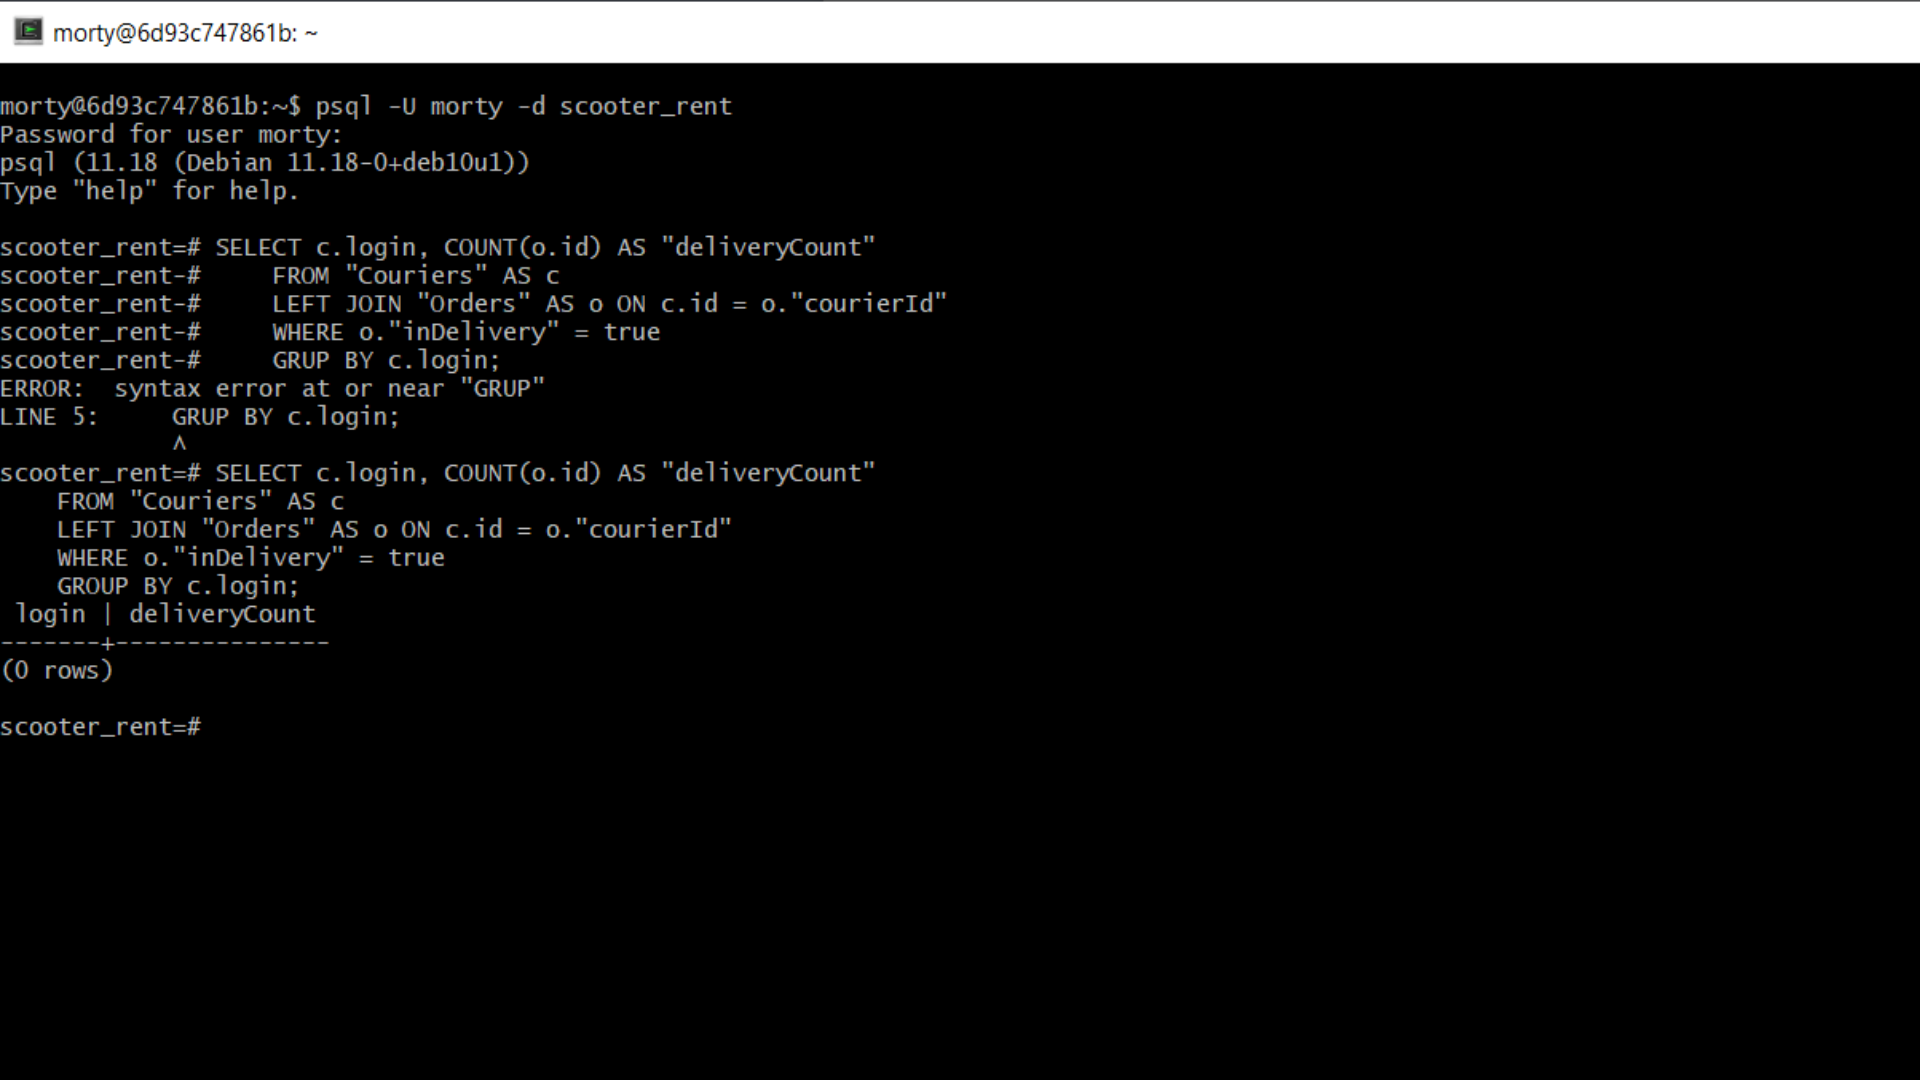 morty@6d93c747861b: ~
morty@6d93c747861b:~$ psql -U morty -d scooter_rent
Password for user morty:
psql (11.18 (Debian 11.18-0+deb10u1))
Type "help" for help.
scooter_rent=# SELECT c.login, COUNT(o.id) AS "deliveryCount"
scooter_rent-#     FROM "Couriers" AS c
scooter_rent-#     LEFT JOIN "Orders" AS o ON c.id = o."courierId"
scooter_rent-#     WHERE o."inDelivery" = true
scooter_rent-#     GRUP BY c.login;
ERROR:  syntax error at or near "GRUP"
LINE 5:     GRUP BY c.login;
            ^
scooter_rent=# SELECT c.login, COUNT(o.id) AS "deliveryCount"
    FROM "Couriers" AS c
    LEFT JOIN "Orders" AS o ON c.id = o."courierId"
    WHERE o."inDelivery" = true
    GROUP BY c.login;
 login | deliveryCount
-------+---------------
(0 rows)
scooter_rent=#